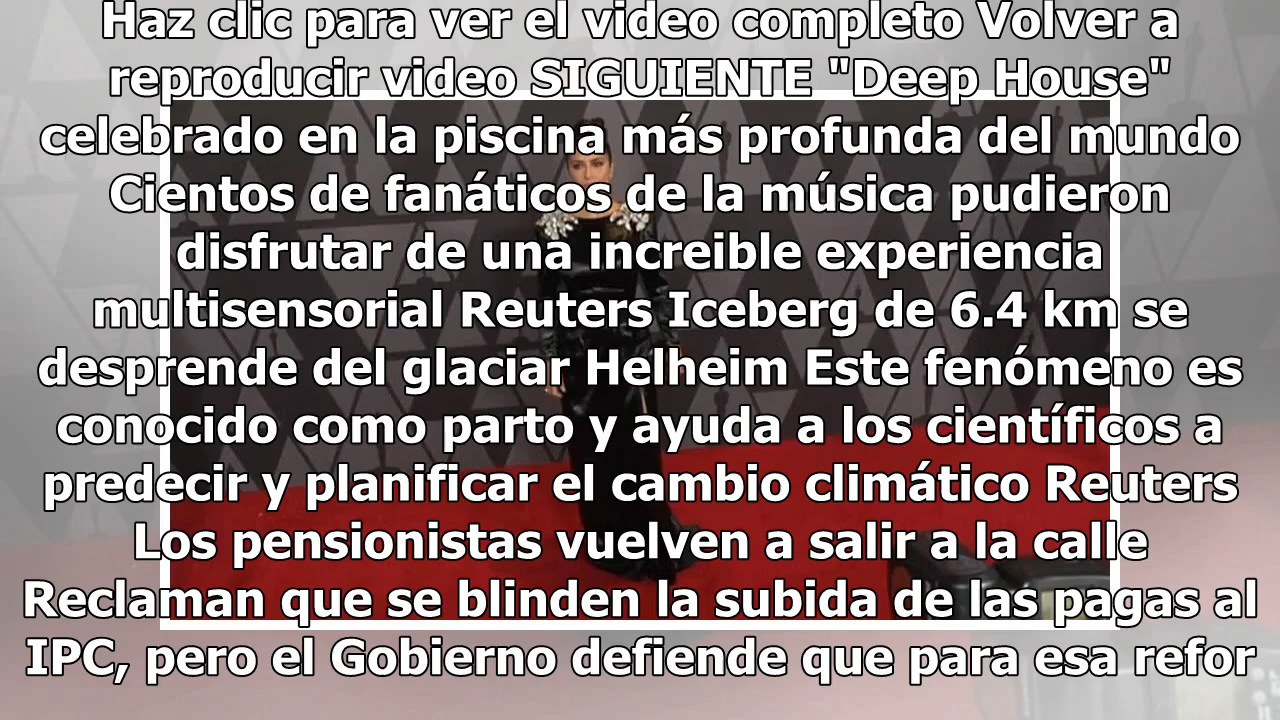 Haz clic para ver el video completo Volver a
reproducir video SIGUIENTE "Deep House"
celebrado en la piscina más profunda del mundo
Cientos de fanáticos de la música pudieron
disfrutar de una increible experiencia
multisensorial Reuters Iceberg de 6.4 km se
desprende del glaciar Helheim Este fenómeno es
conocido como parto y ayuda a los científicos a
predecir y planificar el cambio climático Reuters
Los pensionistas vuelven a salir a la calle
Reclaman que se blinden la subida de las pagas al
IPC, pero el Gobierno defiende que para esa refor